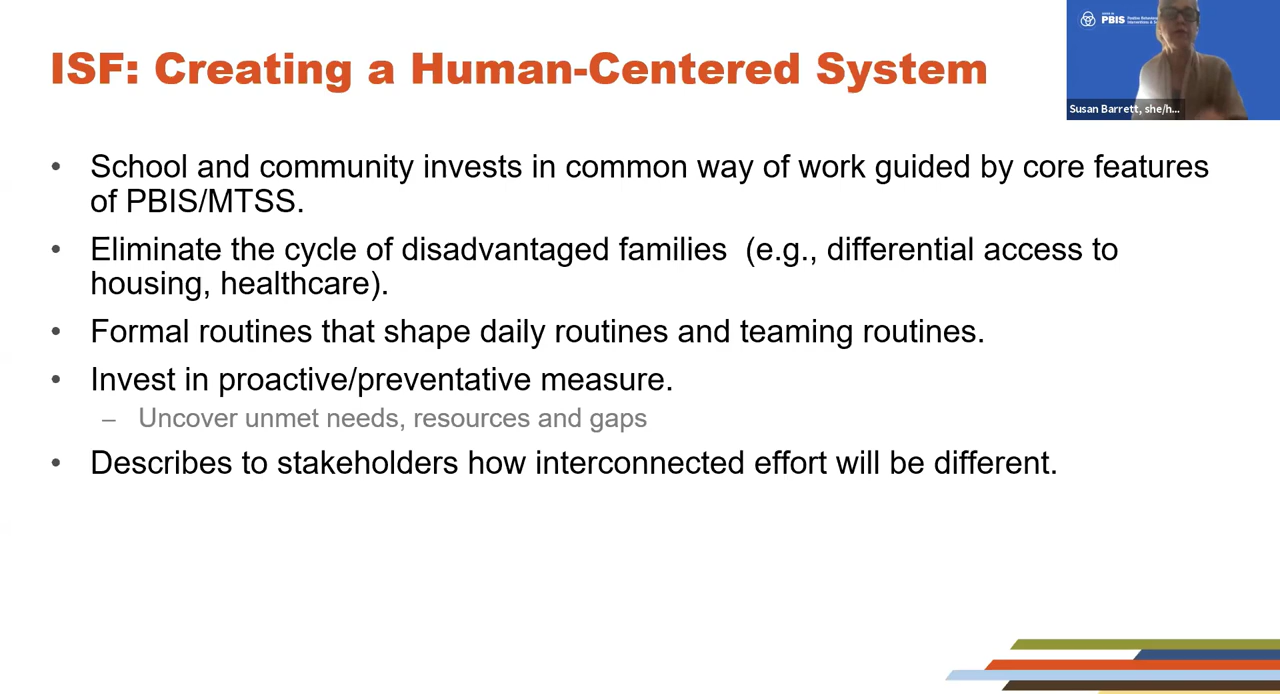 ISF: Creating a Human-Centered System
PBIS
Susan Barrett, she/h...
• School and community invests in common way of work guided by core features
of PBIS/MTSS.
• Eliminate the cycle of disadvantaged families  (e.g., differential access to
housing, healthcare).
• Formal routines that shape daily routines and teaming routines.
• Invest in proactive/preventative measure.
– Uncover unmet needs, resources and gaps
• Describes to stakeholders how interconnected effort will be different.